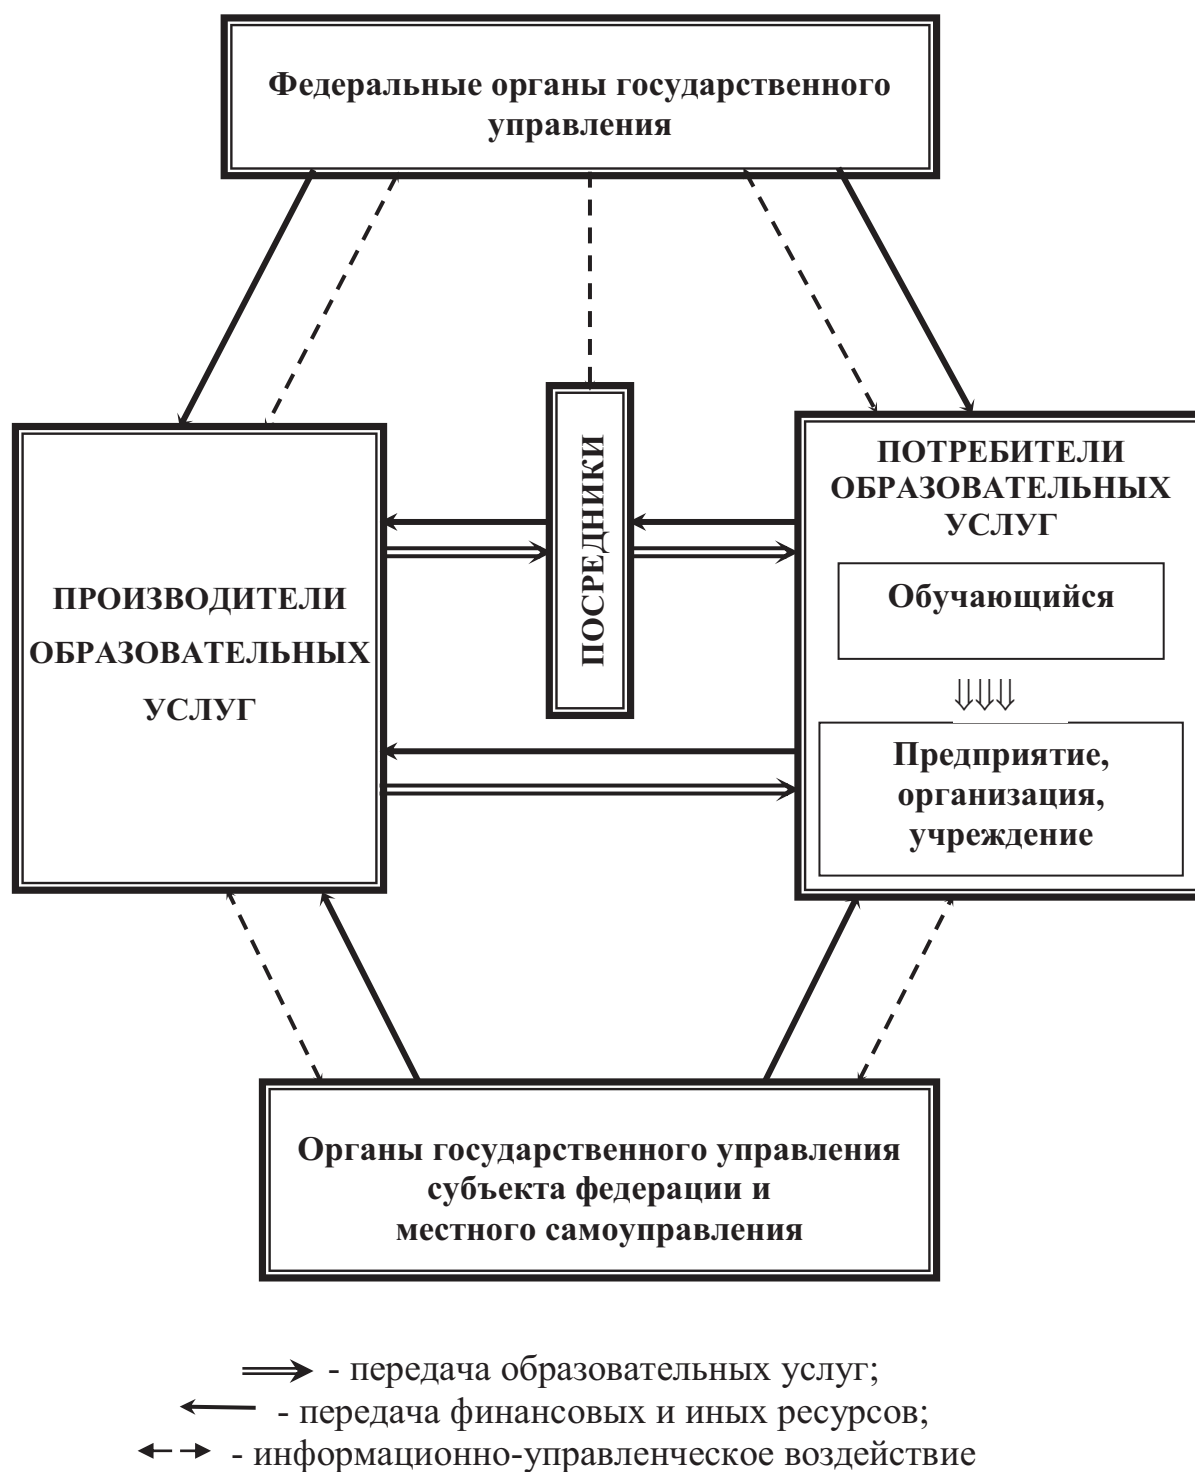 Федеральные органы государственного
управления
ПРОИЗВОДИТЕЛИ
ОБРАЗОВАТЕЛЬНЫХ
УСЛУГ
ПОСРЕДНИКИ
ПОТРЕБИТЕЛИ
ОБРАЗОВАТЕЛЬНЫХ
УСЛУГ
Обучающийся
Предприятие,
организация,
учреждение
Органы государственного управления
субъекта федерации и
местного самоуправления
- передача образовательных услуг;
- передача финансовых и иных ресурсов;
- информационно-управленческое воздействие